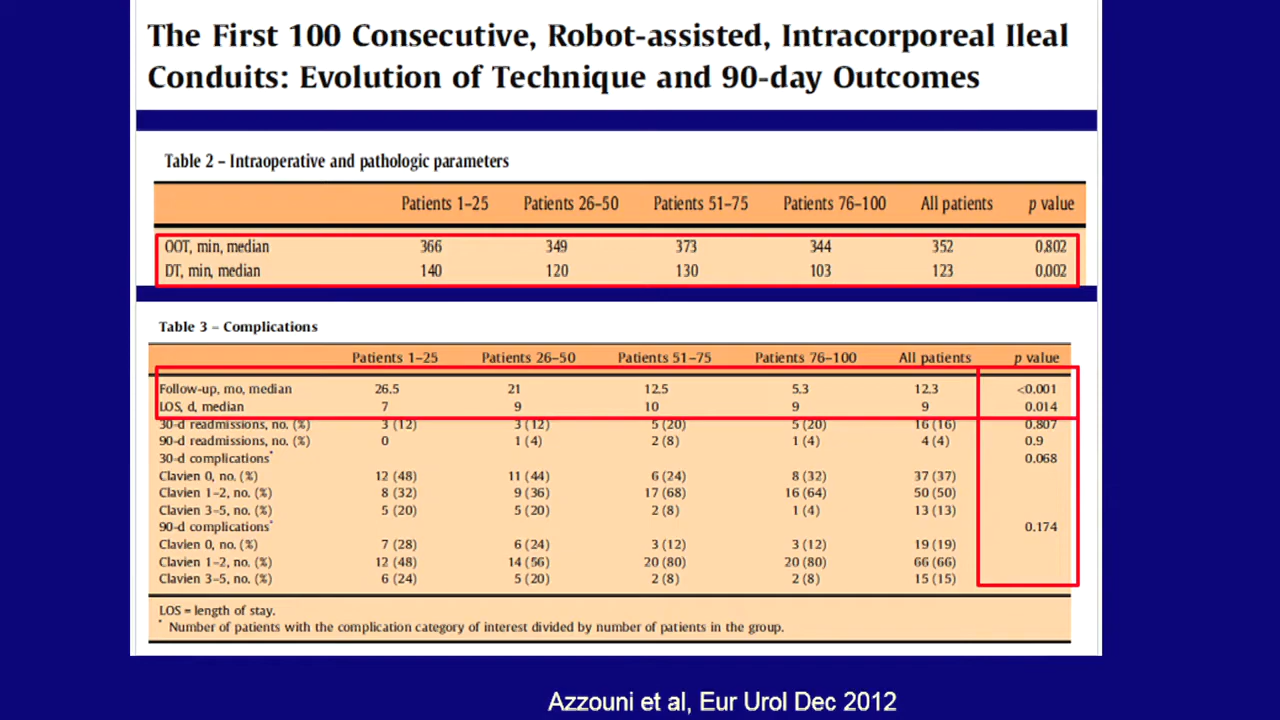 The First 100 Consecutive, Robot-assisted, Intracorporeal Ileal
Conduits: Evolution of Technique and 90-day Outcomes
Table 2 – Intraoperative and pathologic parameters
Patients 1–25 Patients 26–50 Patients 51–75 Patients 76–100 All patients p value
OOT, min, median 366 349 373 344 352 0.802
DT, min, median 140 120 130 103 123 0.002
Table 3 – Complications
Patients 1–25 Patients 26–50 Patients 51–75 Patients 76–100 All patients p value
Follow-up, mo, median 26.5 21 12.5 5.3 12.3 <0.001
LOS, d, median 7 9 10 9 9 0.014
30-d readmissions, no. (%) 3 (12) 3 (12) 5 (20) 5 (20) 16 (16) 0.807
90-d readmissions, no. (%) 0 1 (4) 2 (8) 1 (4) 4 (4) 0.9
30-d complications* 0.068
Clavien 0, no. (%) 12 (48) 11 (44) 6 (24) 8 (32) 37 (37)
Clavien 1–2, no. (%) 8 (32) 9 (36) 17 (68) 16 (64) 50 (50)
Clavien 3–5, no. (%) 5 (20) 5 (20) 2 (8) 1 (4) 13 (13)
90-d complications* 0.174
Clavien 0, no. (%) 7 (28) 6 (24) 3 (12) 3 (12) 19 (19)
Clavien 1–2, no. (%) 12 (48) 14 (56) 20 (80) 20 (80) 66 (66)
Clavien 3–5, no. (%) 6 (24) 5 (20) 2 (8) 2 (8) 15 (15)
LOS = length of stay.
* Number of patients with the complication category of interest divided by number of patients in the group.
Azzouni et al, Eur Urol Dec 2012